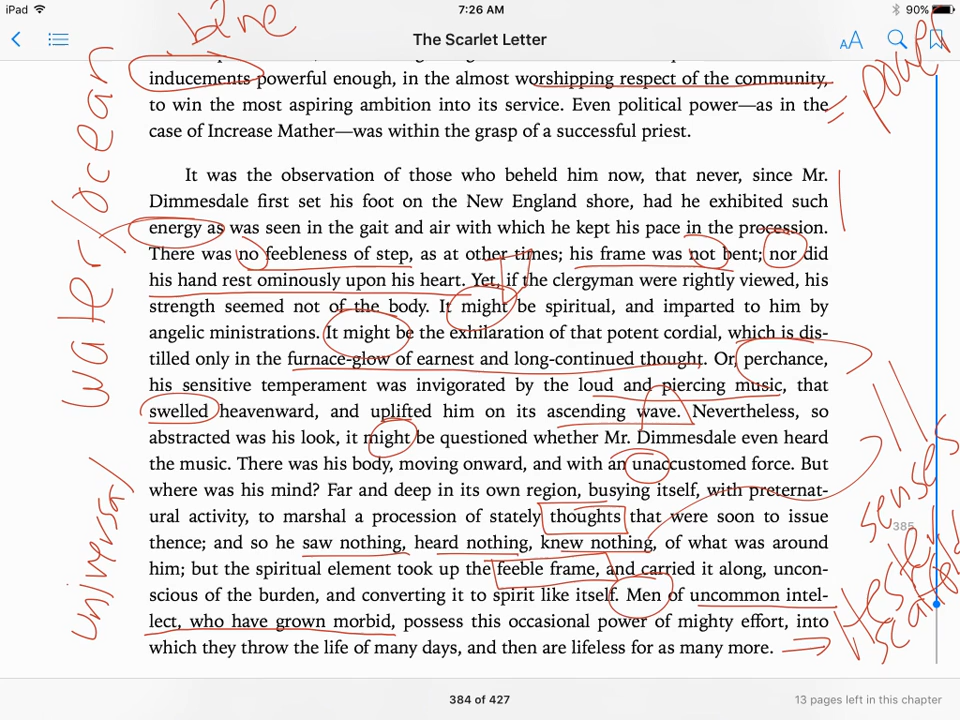 iPad 7:26 AM 90%
The Scarlet Letter AA
bene
inducements powerful enough, in the almost worshipping respect of the community,
to win the most aspiring ambition into its service. Even political power—as in the
case of Increase Mather—was within the grasp of a successful priest.
= power
It was the observation of those who beheld him now, that never, since Mr.
Dimmesdale first set his foot on the New England shore, had he exhibited such
energy as was seen in the gait and air with which he kept his pace in the procession.
There was no feebleness of step, as at other times; his frame was not bent; nor did
his hand rest ominously upon his heart. Yet, if the clergyman were rightly viewed, his
strength seemed not of the body. It might be spiritual, and imparted to him by
angelic ministrations. It might be the exhilaration of that potent cordial, which is dis-
tilled only in the furnace-glow of earnest and long-continued thought. Or, perchance,
his sensitive temperament was invigorated by the loud and piercing music, that
swelled heavenward, and uplifted him on its ascending wave. Nevertheless, so
abstracted was his look, it might be questioned whether Mr. Dimmesdale even heard
the music. There was his body, moving onward, and with an unaccustomed force. But
where was his mind? Far and deep in its own region, busying itself, with preternat-
ural activity, to marshal a procession of stately thoughts that were soon to issue
thence; and so he saw nothing, heard nothing, knew nothing, of what was around
him; but the spiritual element took up the feeble frame, and carried it along, uncon-
scious of the burden, and converting it to spirit like itself. Men of uncommon intel-
lect, who have grown morbid, possess this occasional power of mighty effort, into
which they throw the life of many days, and then are lifeless for as many more.
water/ocean
universal
senses
385
Hester
384 of 427
13 pages left in this chapter